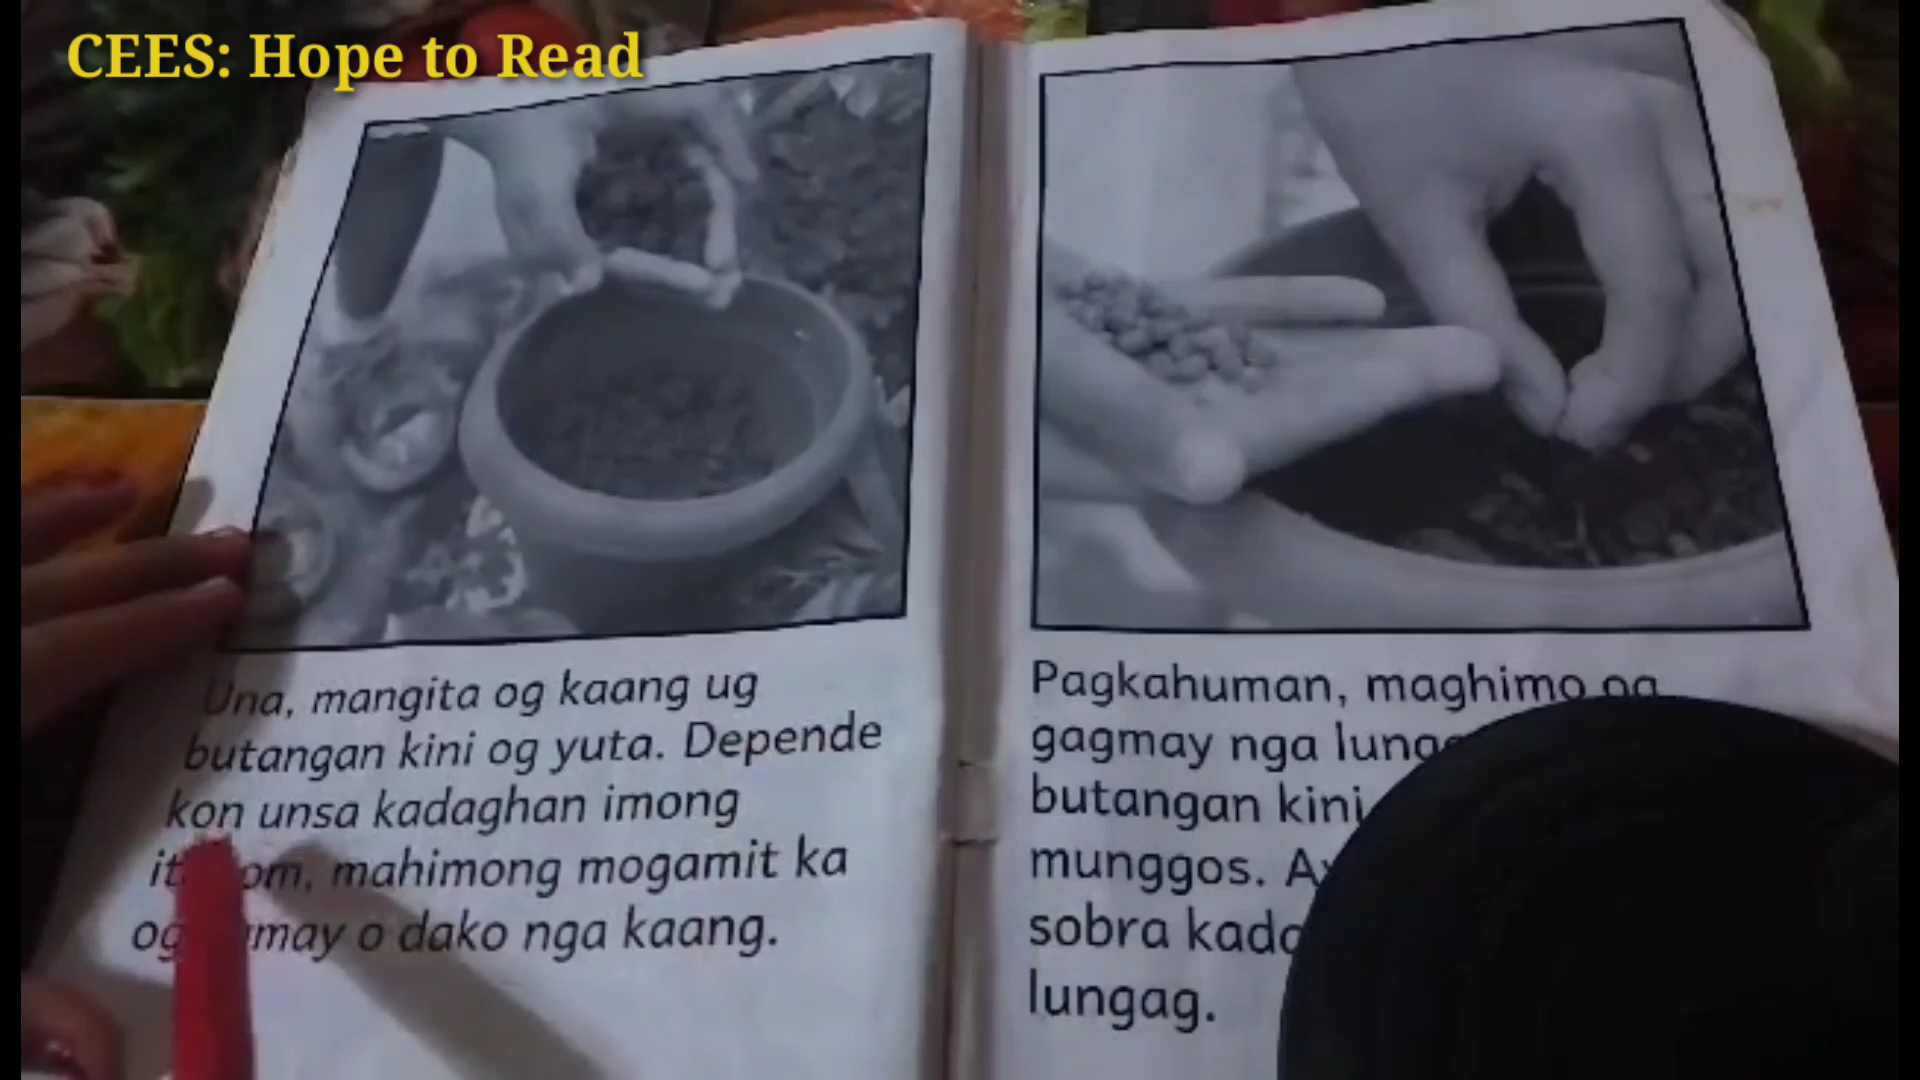 CEES: Hope to Read
Una, mangita og kaang ug
butangan kini og yuta. Depende
kon unsa kadaghan imong
mahimong mogamit ka
o dako nga kaang.
Pagkahuman, maghimo og
gagmay nga
butangan kini
munggos.
sobra
lungag.